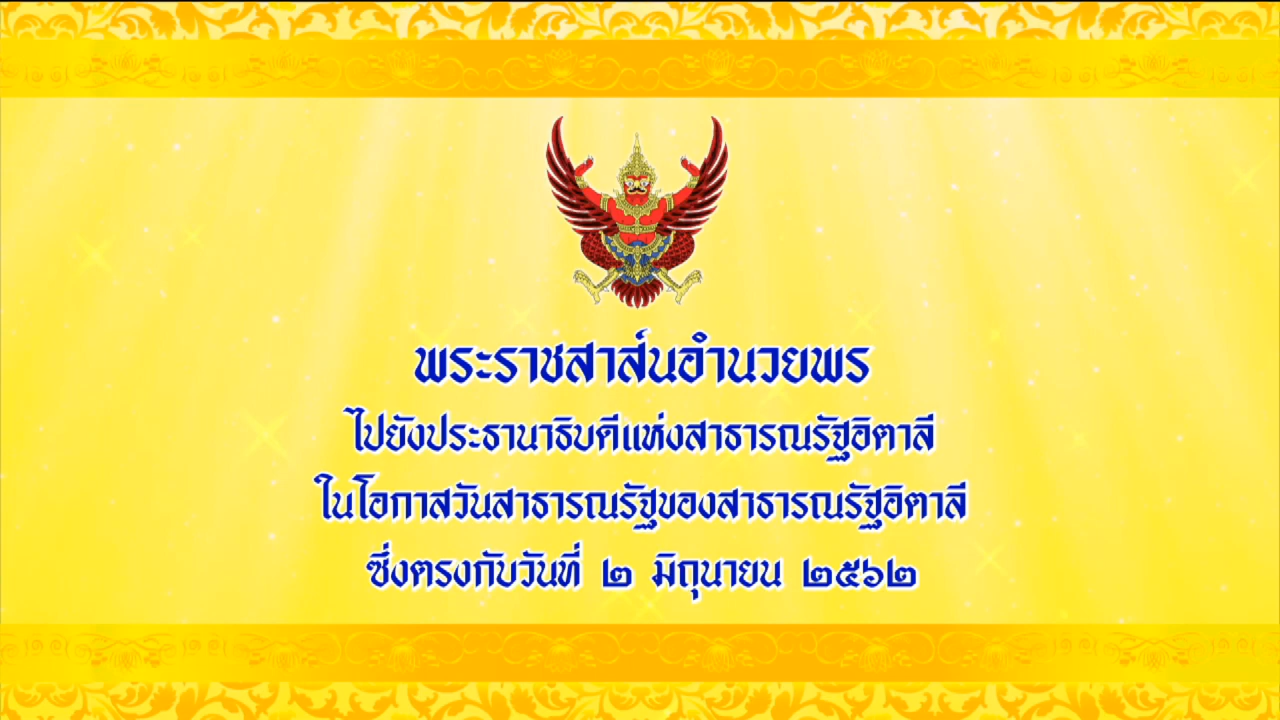 พระราชสาส์นอำนวยพร
ไปยังประธานาธิบดีแห่งสาธารณรัฐอิตาลี
ในโอกาสวันสาธารณรัฐของสาธารณรัฐอิตาลี
ซึ่งตรงกับวันที่ ๒ มิถุนายน ๒๕๖๒